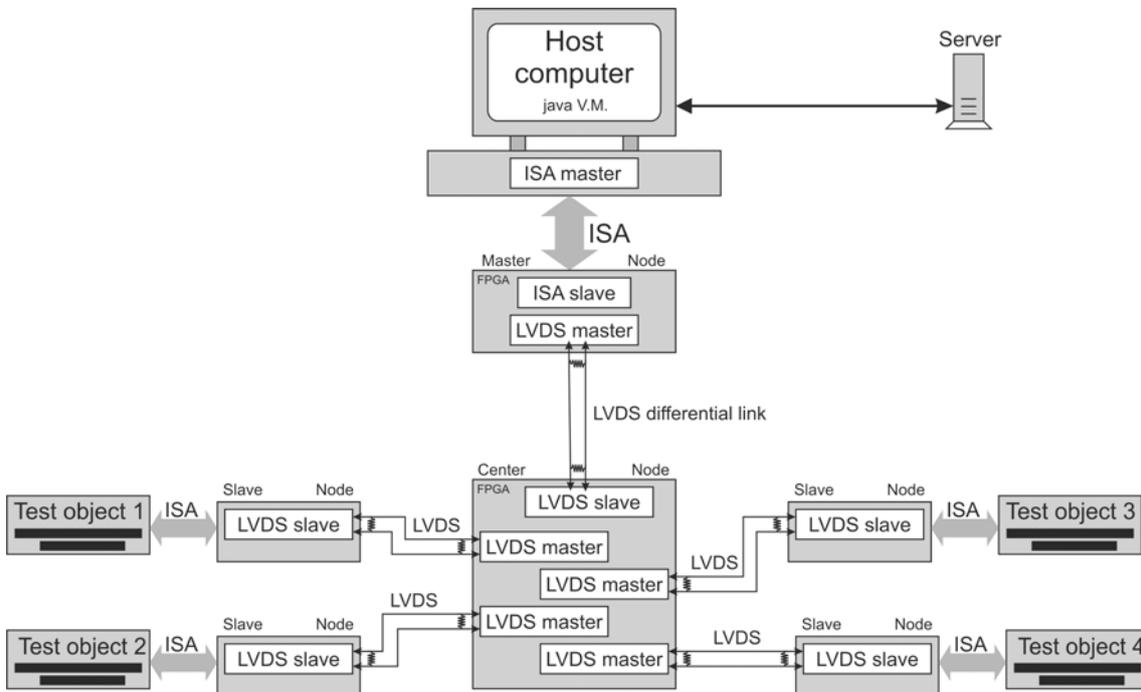 Host
computer
java V.M.
Server
ISA master
ISA
Master Node
FPGA
ISA slave
LVDS master
LVDS differential link
Center Node
FPGA
LVDS slave
LVDS master
LVDS master
LVDS master
LVDS master
Test object 1
ISA
Slave Node
LVDS slave
LVDS
Test object 2
ISA
Slave Node
LVDS slave
LVDS
LVDS
Slave Node
LVDS slave
ISA
Test object 3
LVDS
Slave Node
LVDS slave
ISA
Test object 4